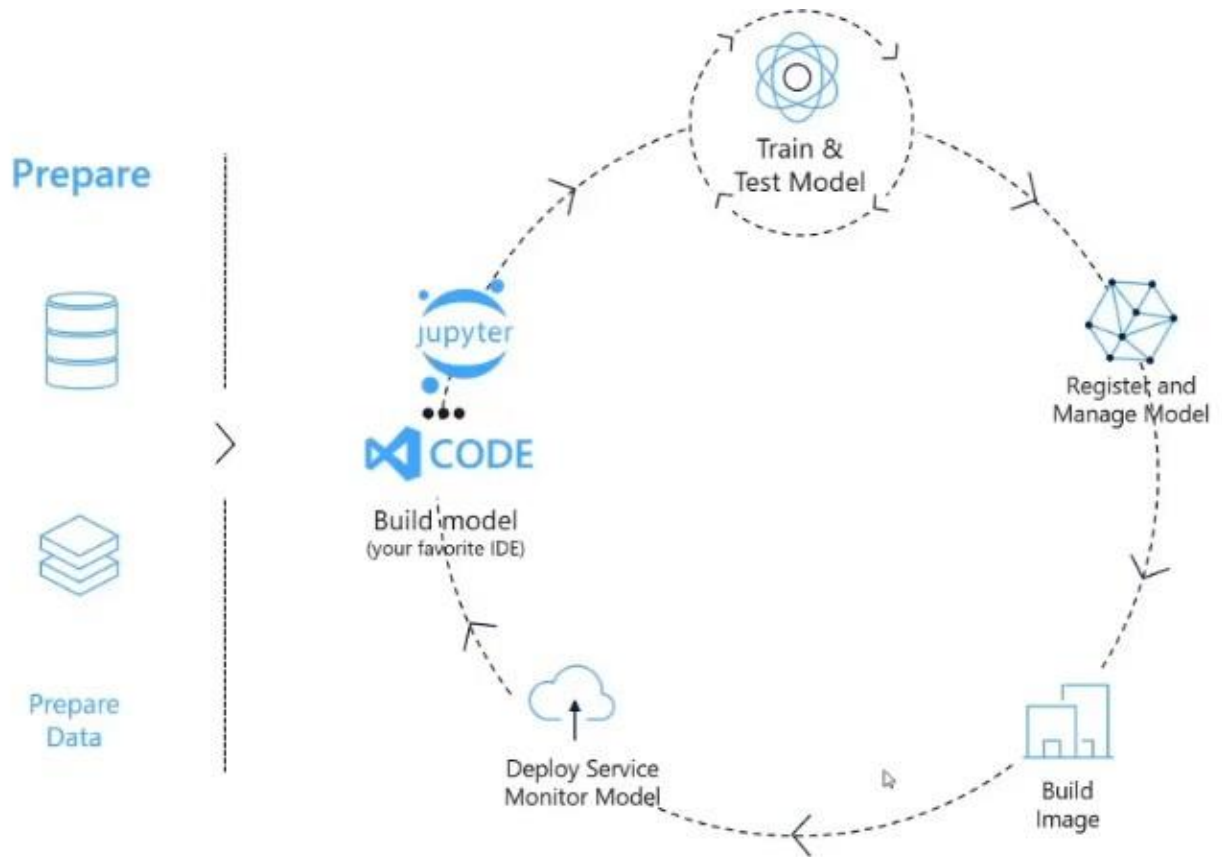 Prepare
Prepare
Data
jupyter
CODE
Build model
(your favorite IDE)
Train &
Test Model
Register and
Manage Model
Build
Image
Deploy Service
Monitor Model